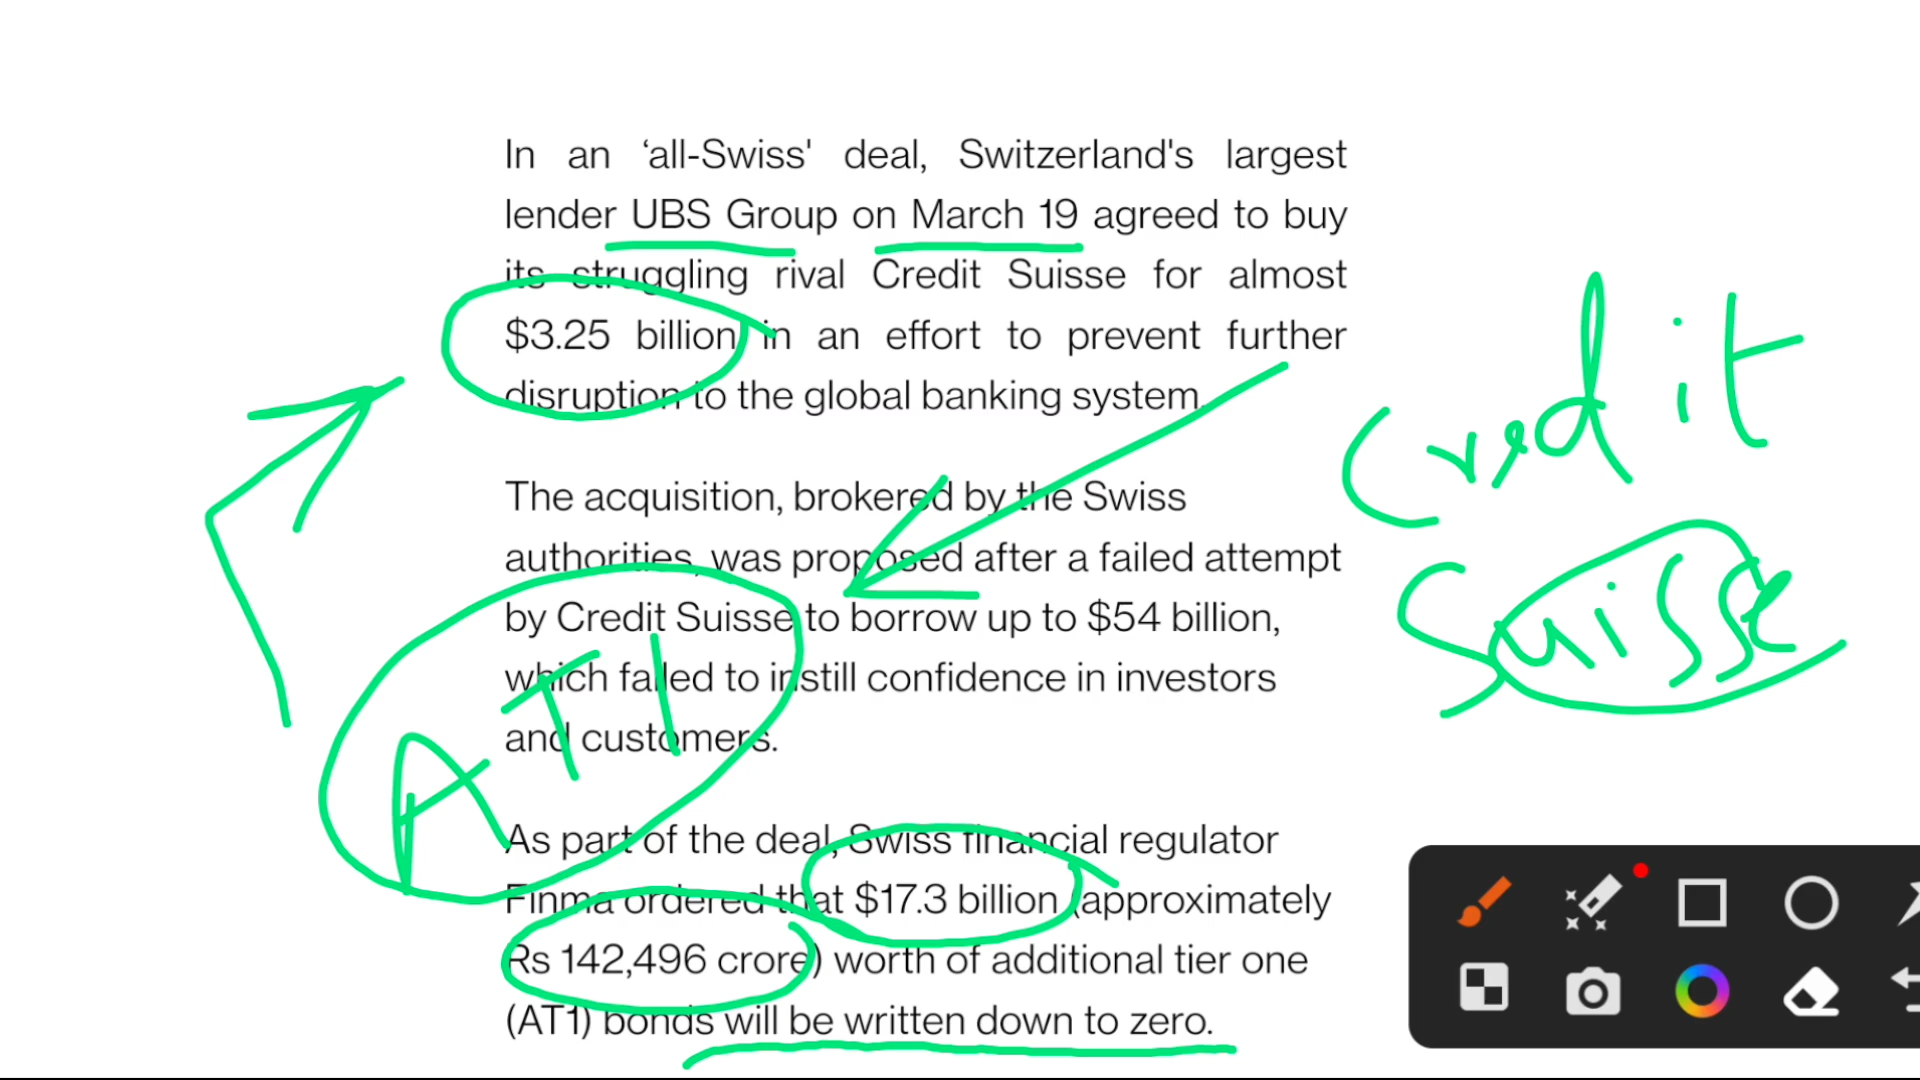 In an ‘all-Swiss' deal, Switzerland's largest
lender UBS Group on March 19 agreed to buy
its struggling rival Credit Suisse for almost
$3.25 billion in an effort to prevent further
disruption to the global banking system.
The acquisition, brokered by the Swiss
authorities, was proposed after a failed attempt
by Credit Suisse to borrow up to $54 billion,
which failed to instill confidence in investors
and customers.
As part of the deal, Swiss financial regulator
Finma ordered that $17.3 billion (approximately
Rs 142,496 crore) worth of additional tier one
(AT1) bonds will be written down to zero.
Credit
Suisse
AT1